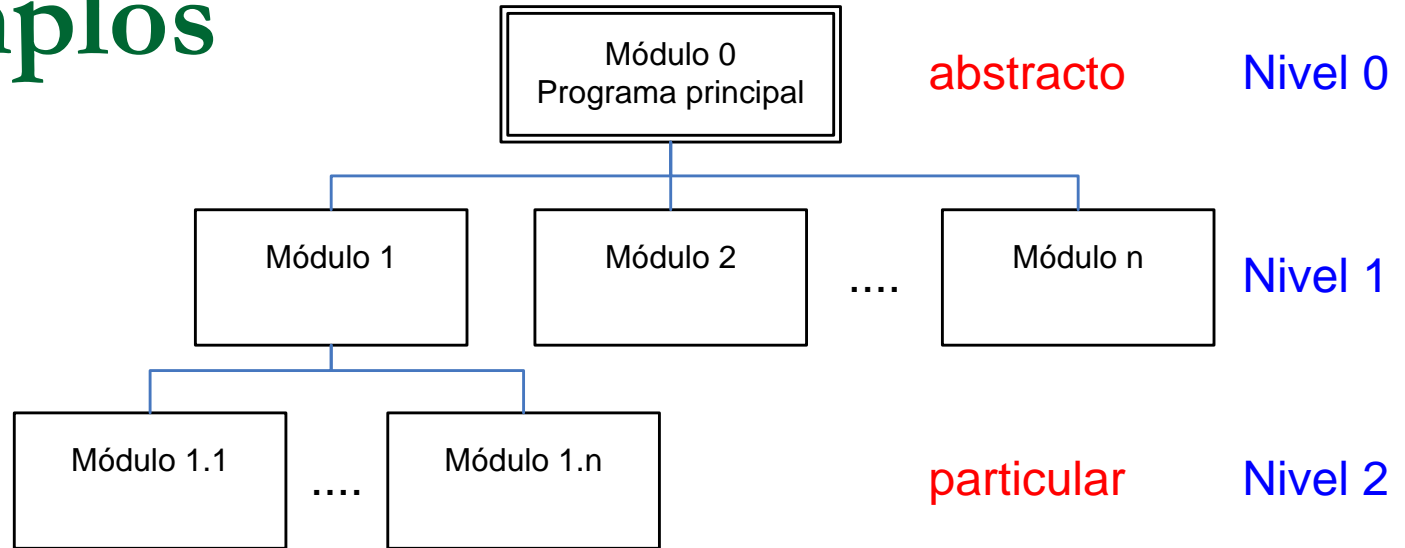 Módulo 0
Programa principal
abstracto
Nivel 0
Módulo 1
Módulo 2
....
Módulo n
Nivel 1
Módulo 1.1
....
Módulo 1.n
particular
Nivel 2